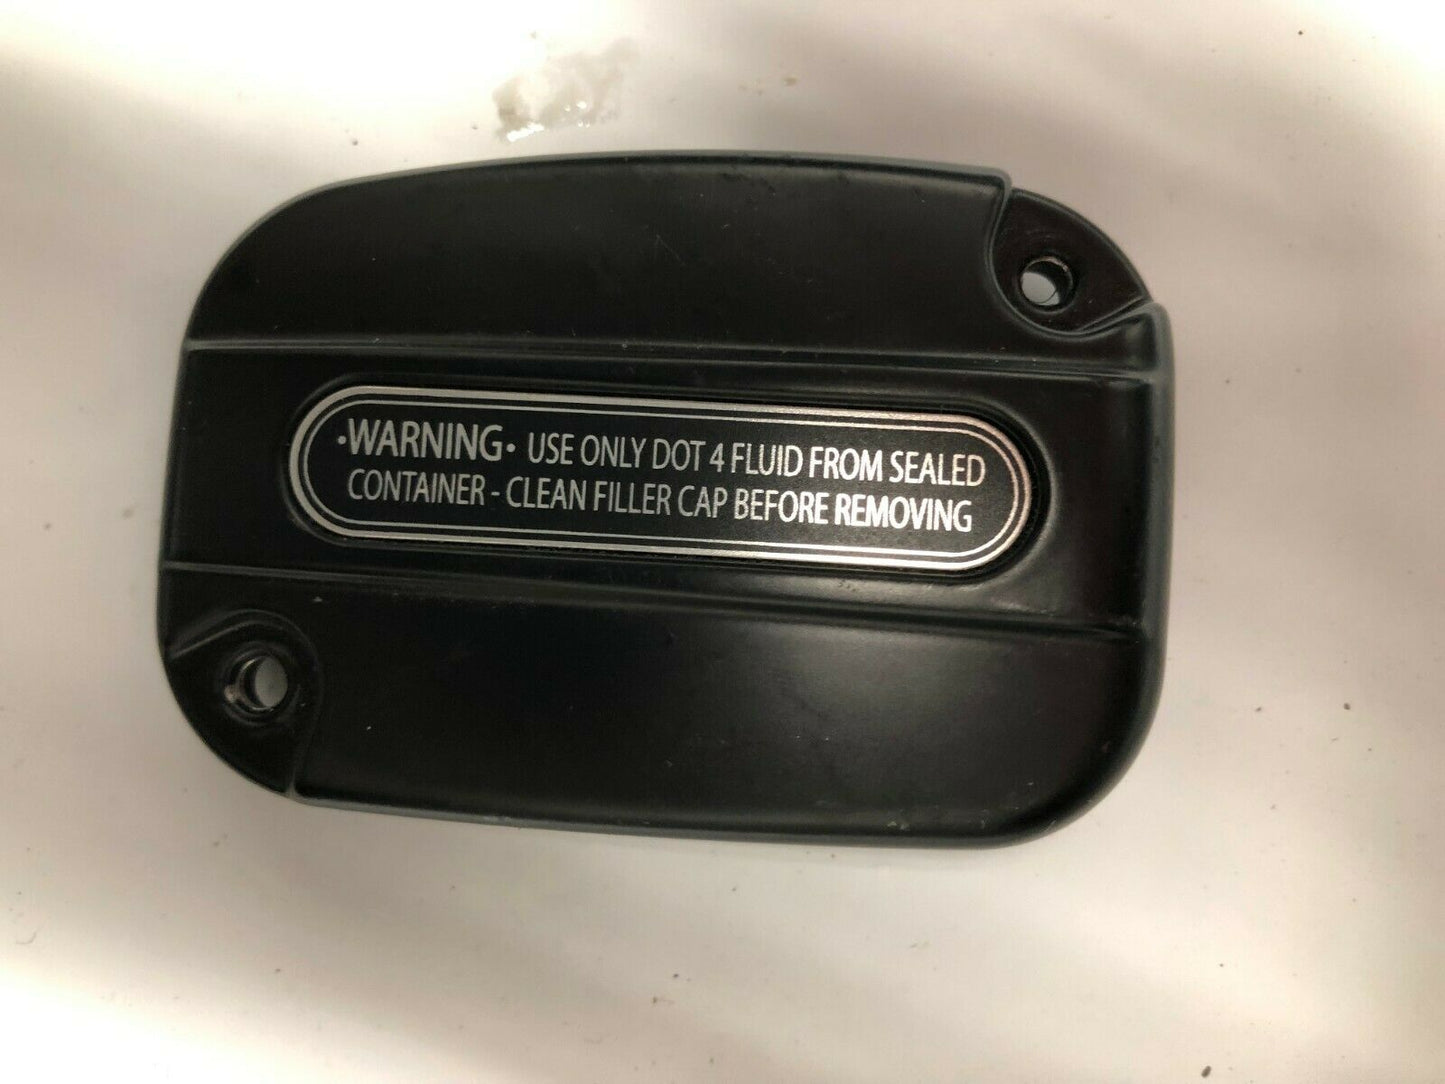 ·WARNING· USE ONLY DOT 4 FLUID FROM SEALED
CONTAINER - CLEAN FILLER CAP BEFORE REMOVING